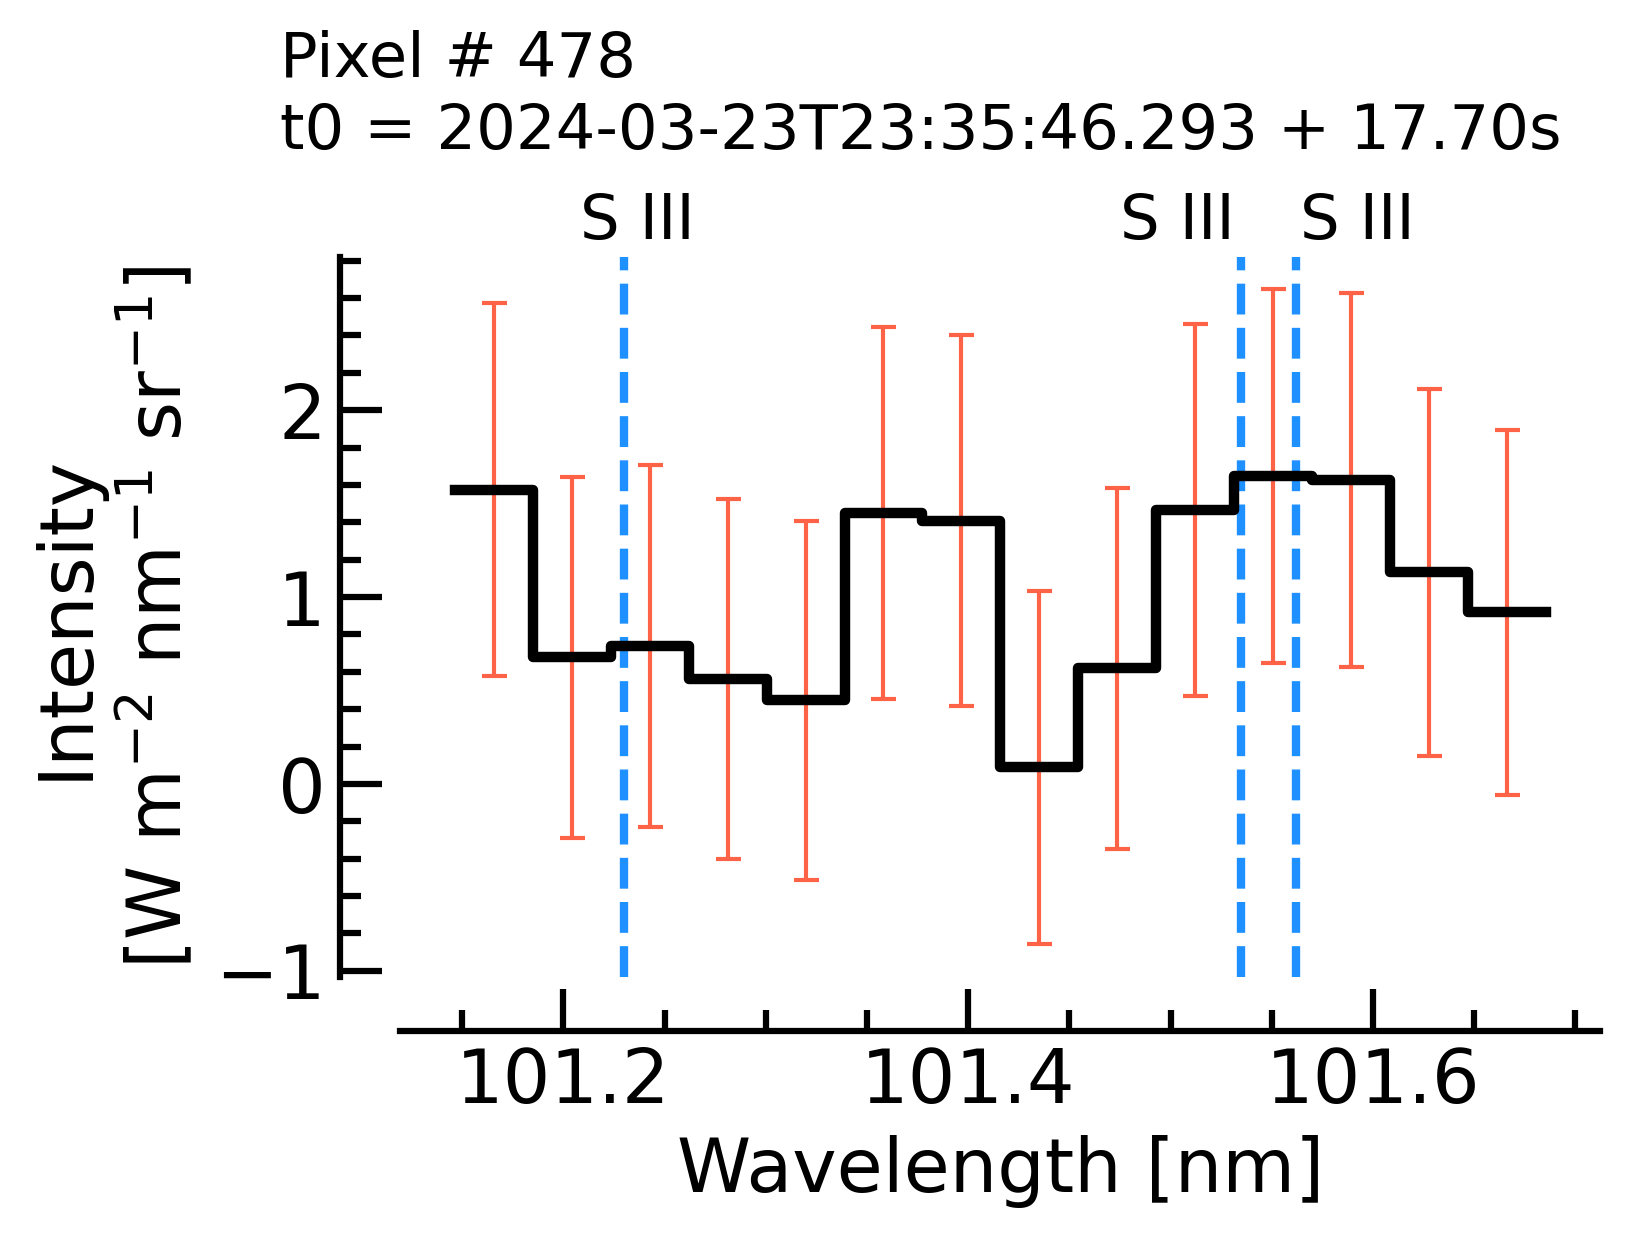 Pixel # 478
t0 = 2024-03-23T23:35:46.293 + 17.70s
S III S III S III
Intensity
[W m⁻² nm⁻¹ sr⁻¹]
2
1
0
−1
101.2 101.4 101.6
Wavelength [nm]